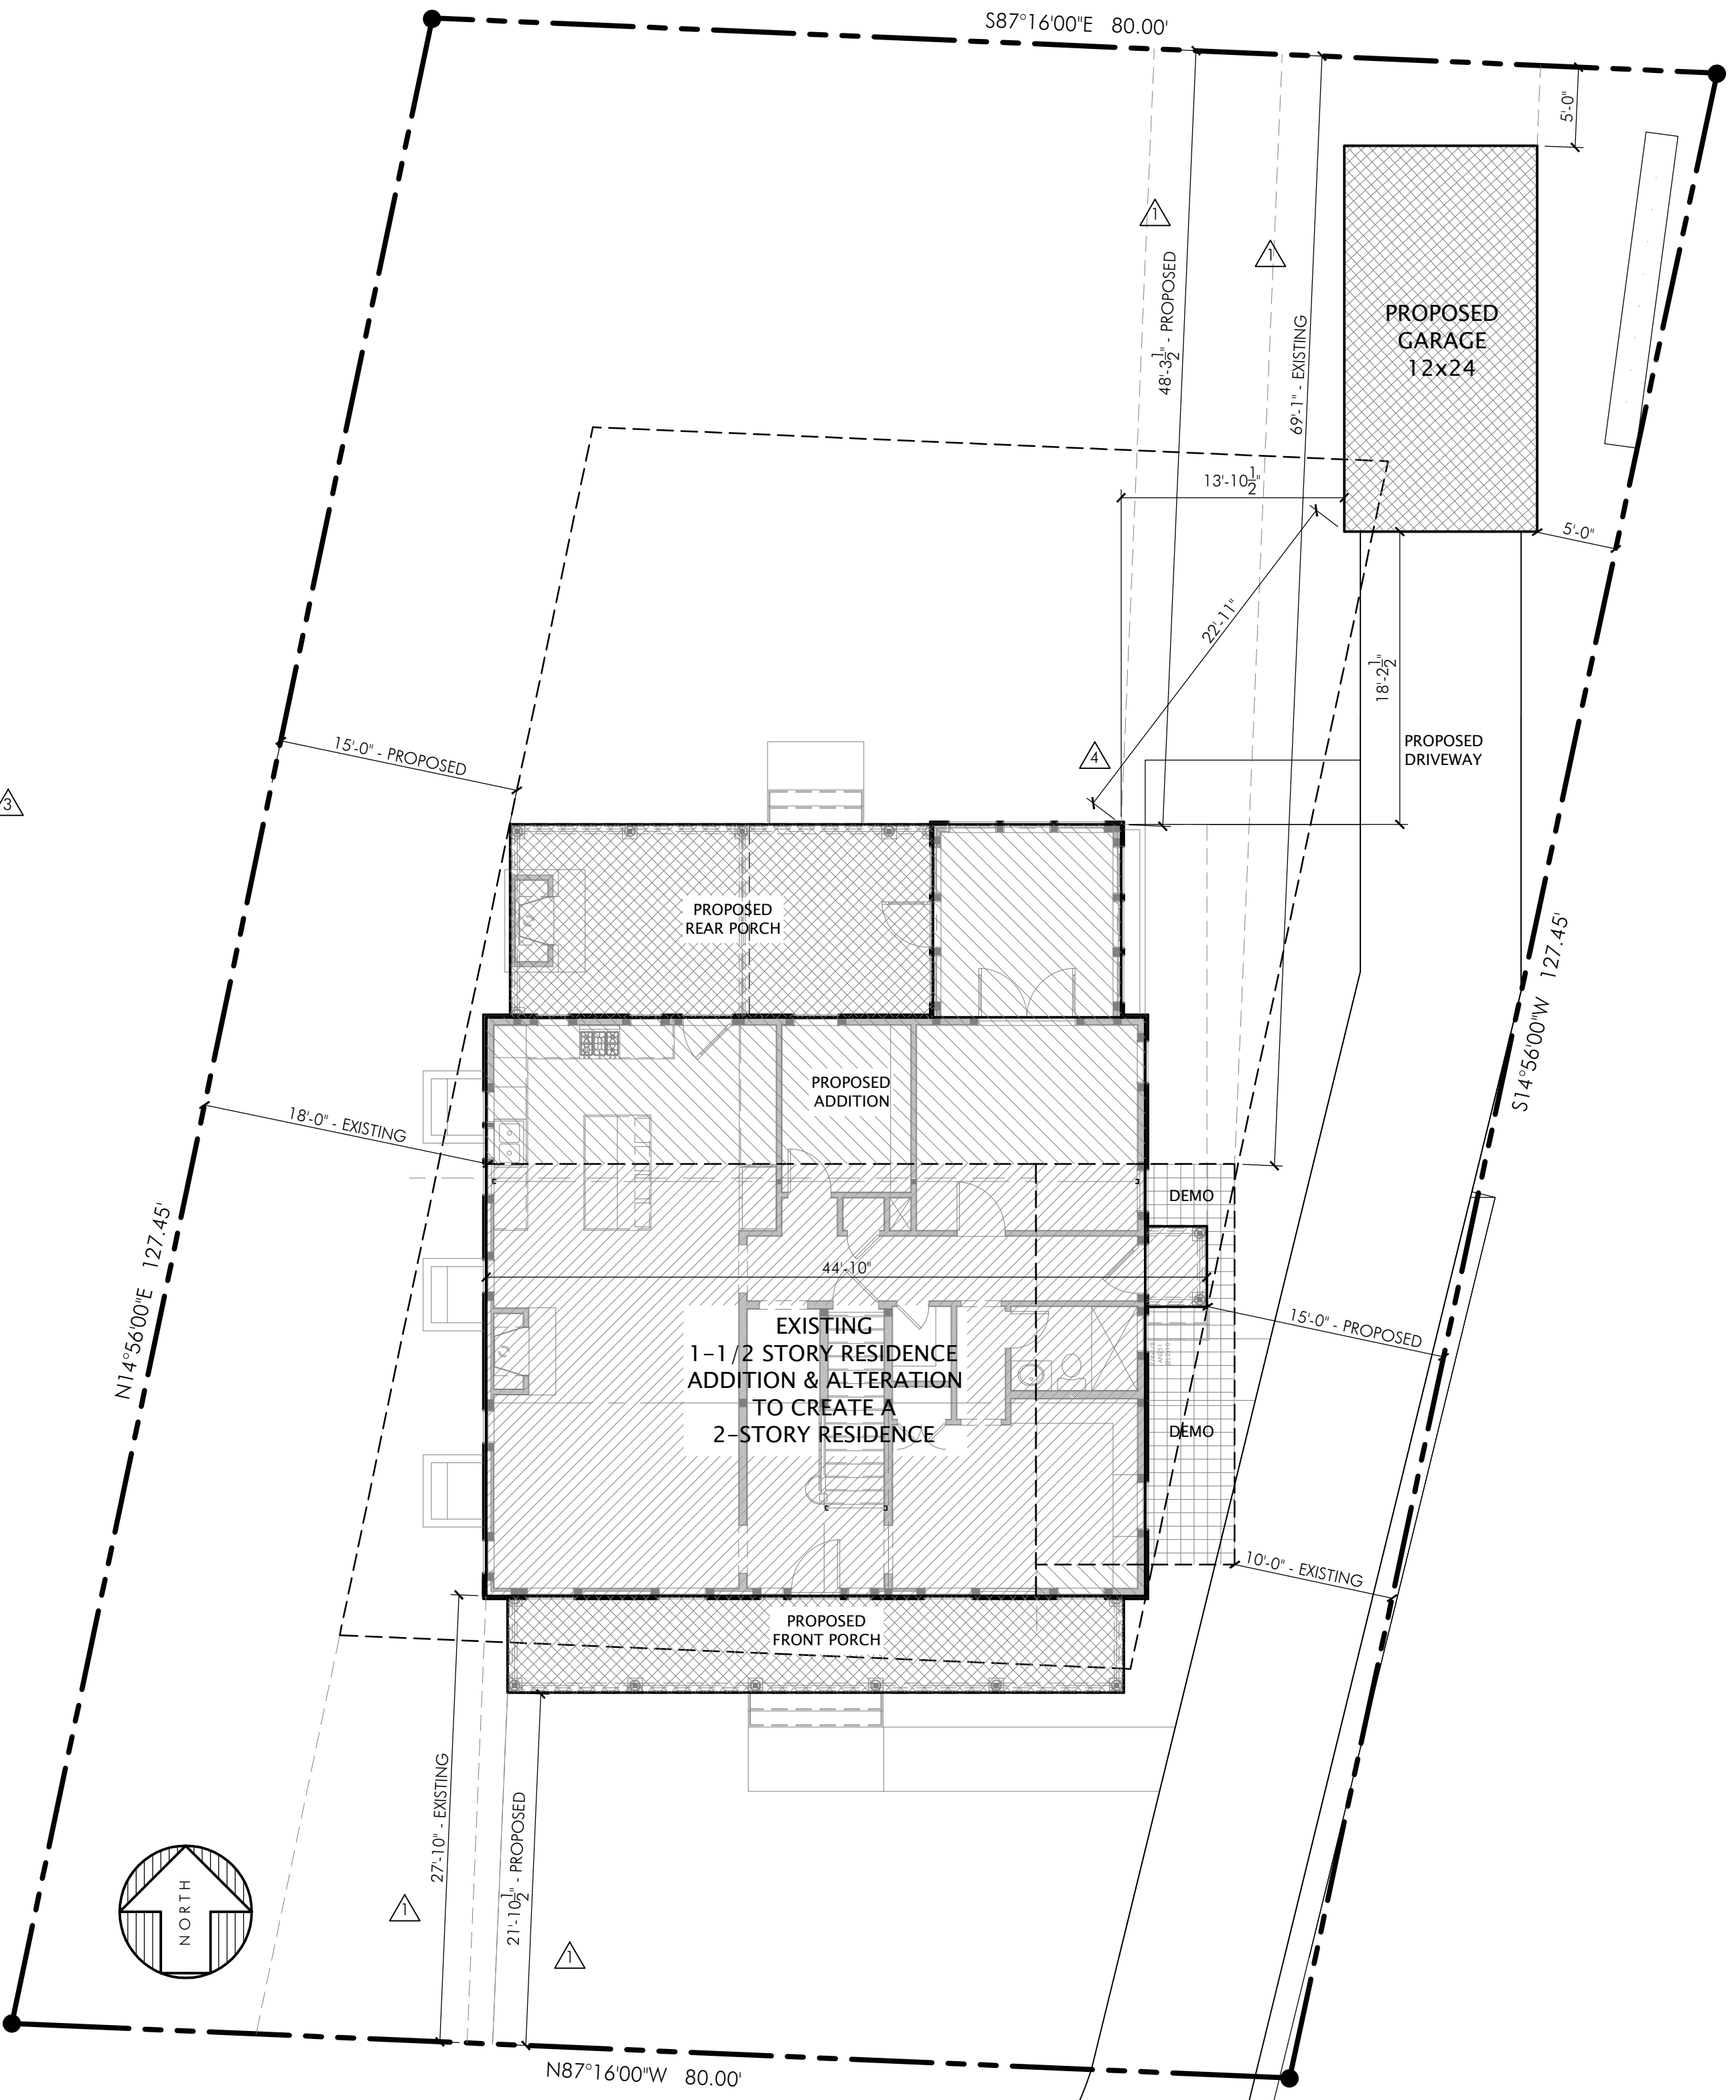 S87°16'00"E 80.00'
5'-0"
1
48'-3 1/2" - PROPOSED
1
69'-1" - EXISTING
PROPOSED
GARAGE
12x24
13'-10 1/2"
5'-0"
22'-11"
18'-2 1/2"
15'-0" - PROPOSED
4
PROPOSED
DRIVEWAY
3
PROPOSED
REAR PORCH
S14°56'00"W 127.45'
PROPOSED
ADDITION
18'-0" - EXISTING
DEMO
N14°56'00"E 127.45'
44'-10"
EXISTING
1-1/2 STORY RESIDENCE
ADDITION & ALTERATION
TO CREATE A
2-STORY RESIDENCE
15'-0" - PROPOSED
DEMO
10'-0" - EXISTING
PROPOSED
FRONT PORCH
27'-10" - EXISTING
21'-10 1/2" - PROPOSED
NORTH
1
1
N87°16'00"W 80.00'